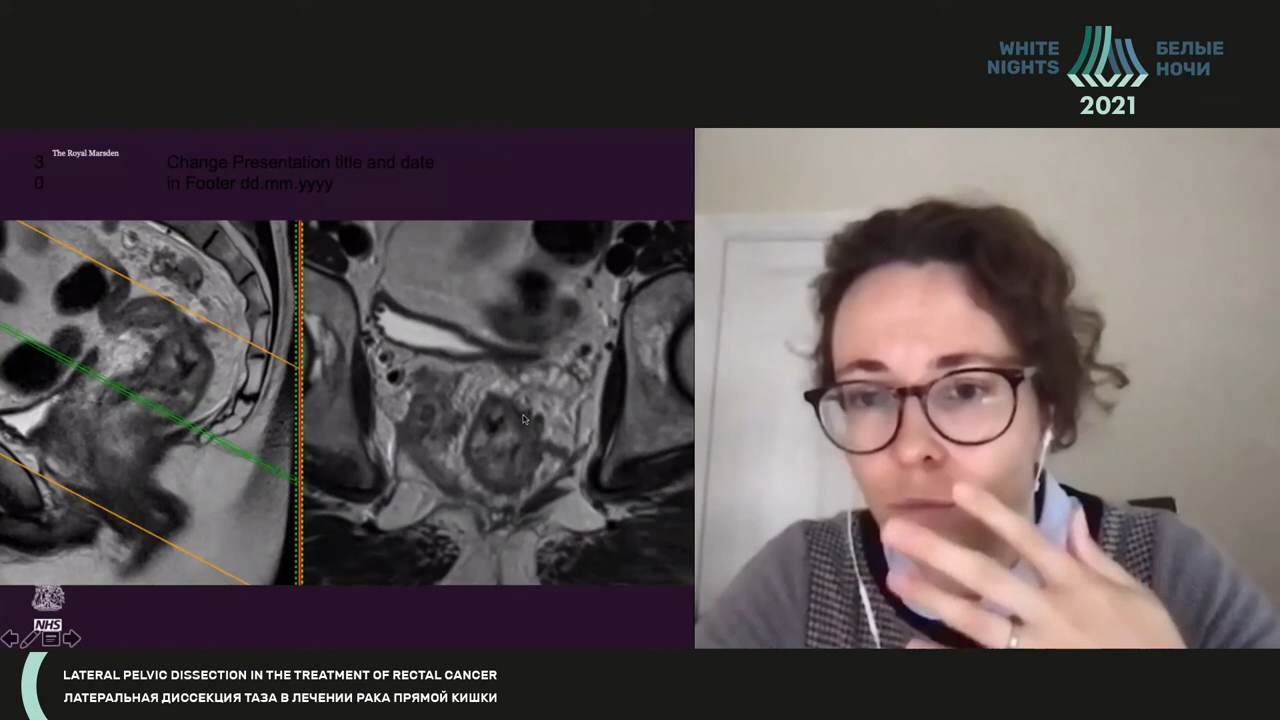 WHITE
NIGHTS
БЕЛЫЕ
НОЧИ
2021
The Royal Marsden
3
0
Change Presentation title and date
in Footer dd.mm.yyyy
NHS
LATERAL PELVIC DISSECTION IN THE TREATMENT OF RECTAL CANCER
ЛАТЕРАЛЬНАЯ ДИССЕКЦИЯ ТАЗА В ЛЕЧЕНИИ РАКА ПРЯМОЙ КИШКИ